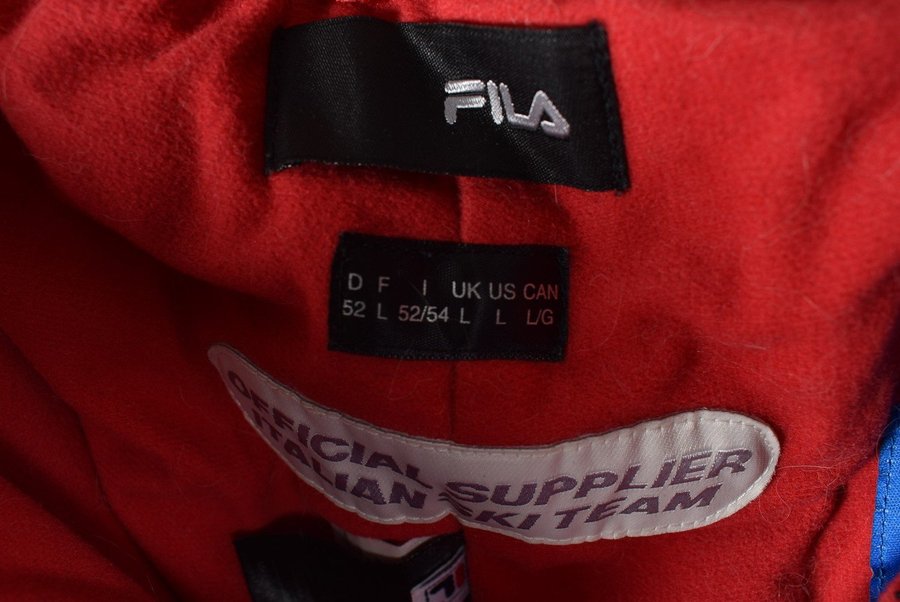 FILA
D F I UK US CAN
52 L 52/54 L L L/G
OFFICIAL SUPPLIER
ITALIAN SKI TEAM